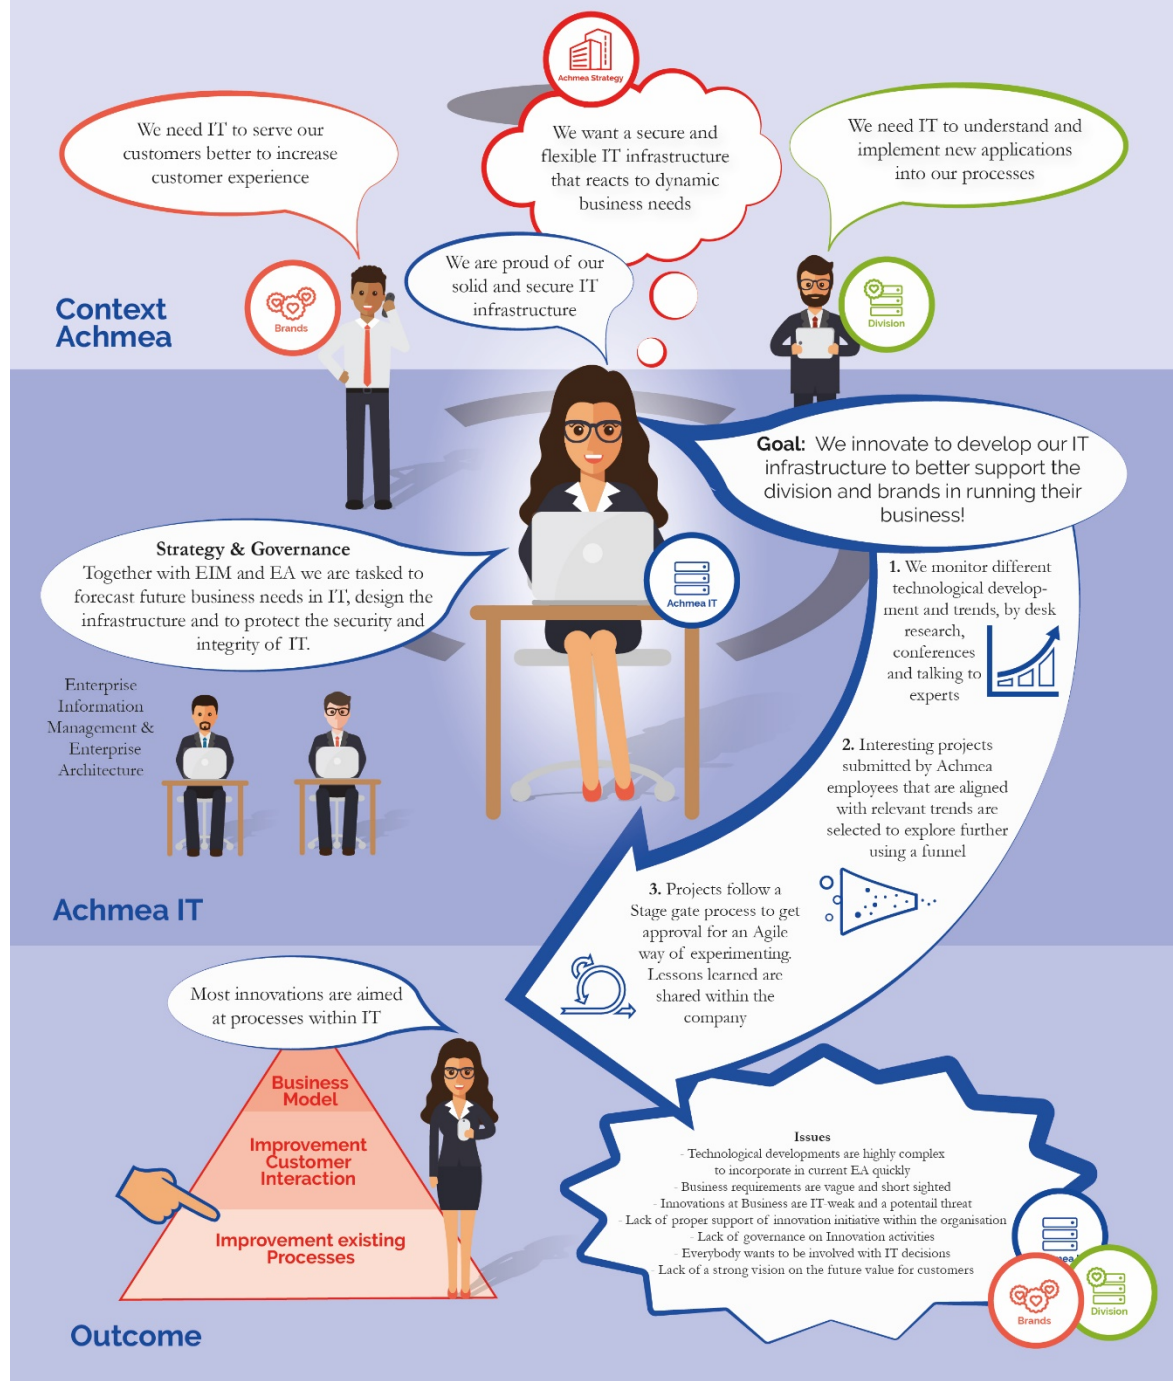 Achmea Strategy
We need IT to serve our
customers better to increase
customer experience
We want a secure and
flexible IT infrastructure
that reacts to dynamic
business needs
We need IT to understand and
implement new applications
into our processes
We are proud of our
solid and secure IT
infrastructure
Brands
Division
Context
Achmea
Goal: We innovate to develop our IT
infrastructure to better support the
division and brands in running their
business!
Strategy & Governance
Together with EIM and EA we are tasked to
forecast future business needs in IT, design the
infrastructure and to protect the security and
integrity of IT.
Achmea IT
1. We monitor different
technological develop-
ment and trends, by desk
research,
conferences
and talking to
experts
Enterprise
Information
Management &
Enterprise
Architecture
2. Interesting projects
submitted by Achmea
employees that are aligned
with relevant trends are
selected to explore further
using a funnel
3. Projects follow a
Stage gate process to get
approval for an Agile
way of experimenting.
Lessons learned are
shared within the
company
Achmea IT
Most innovations are aimed
at processes within IT
Business
Model
Improvement
Customer
Interaction
Improvement existing
Processes
Issues
- Technological developments are highly complex
to incorporate in current EA quickly
- Business requirements are vague and short sighted
- Innovations at Business are IT-weak and a potentail threat
- Lack of proper support of innovation initiative within the organisation
- Lack of governance on Innovation activities
- Everybody wants to be involved with IT decisions
- Lack of a strong vision on the future value for customers
Brands
Division
Outcome